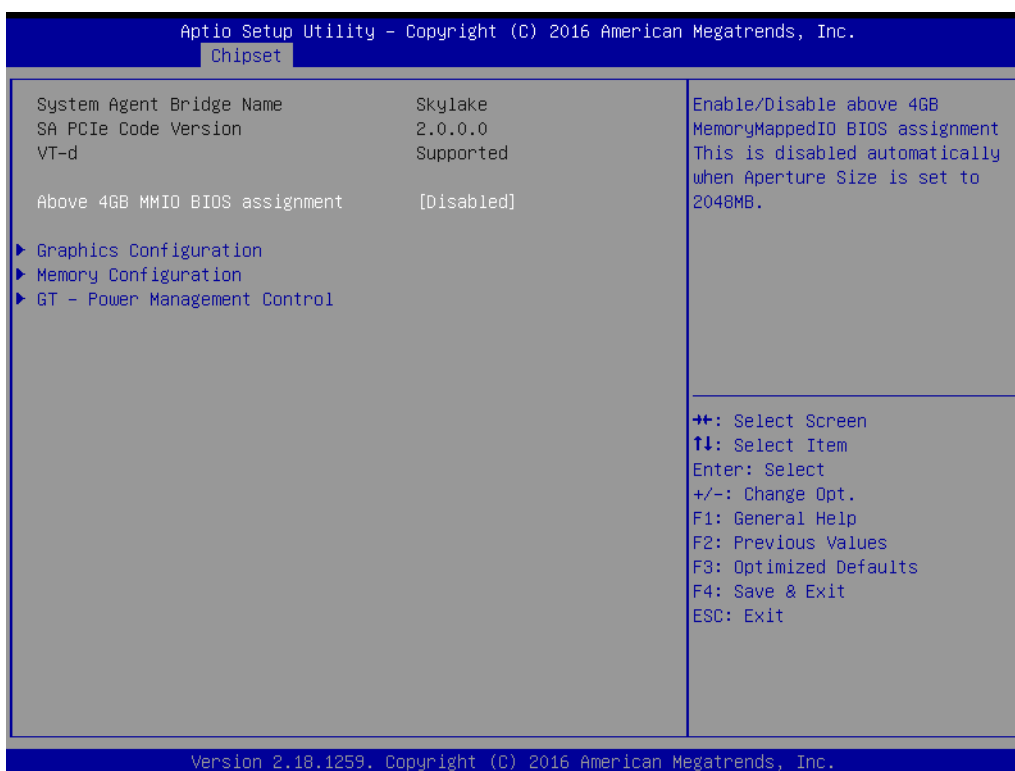 Aptio Setup Utility – Copyright (C) 2016 American Megatrends, Inc.
Chipset
System Agent Bridge Name Skylake
SA PCIe Code Version 2.0.0.0
VT-d Supported
Above 4GB MMIO BIOS assignment [Disabled]
Graphics Configuration
Memory Configuration
GT – Power Management Control
Enable/Disable above 4GB
MemoryMappedIO BIOS assignment
This is disabled automatically
when Aperture Size is set to
2048MB.
→←: Select Screen
↑↓: Select Item
Enter: Select
+/-: Change Opt.
F1: General Help
F2: Previous Values
F3: Optimized Defaults
F4: Save & Exit
ESC: Exit
Version 2.18.1259. Copyright (C) 2016 American Megatrends, Inc.